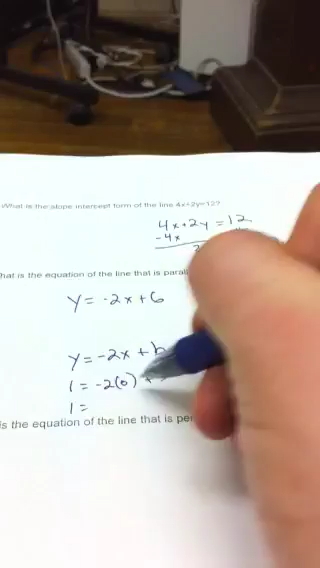 What is the slope intercept form of the line 4x+2y=12?
4x+2y=12
-4x
hat is the equation of the line that is paral
y = -2x+6
y = -2x + b
1 = -2(0) +
1 =
s the equation of the line that is per